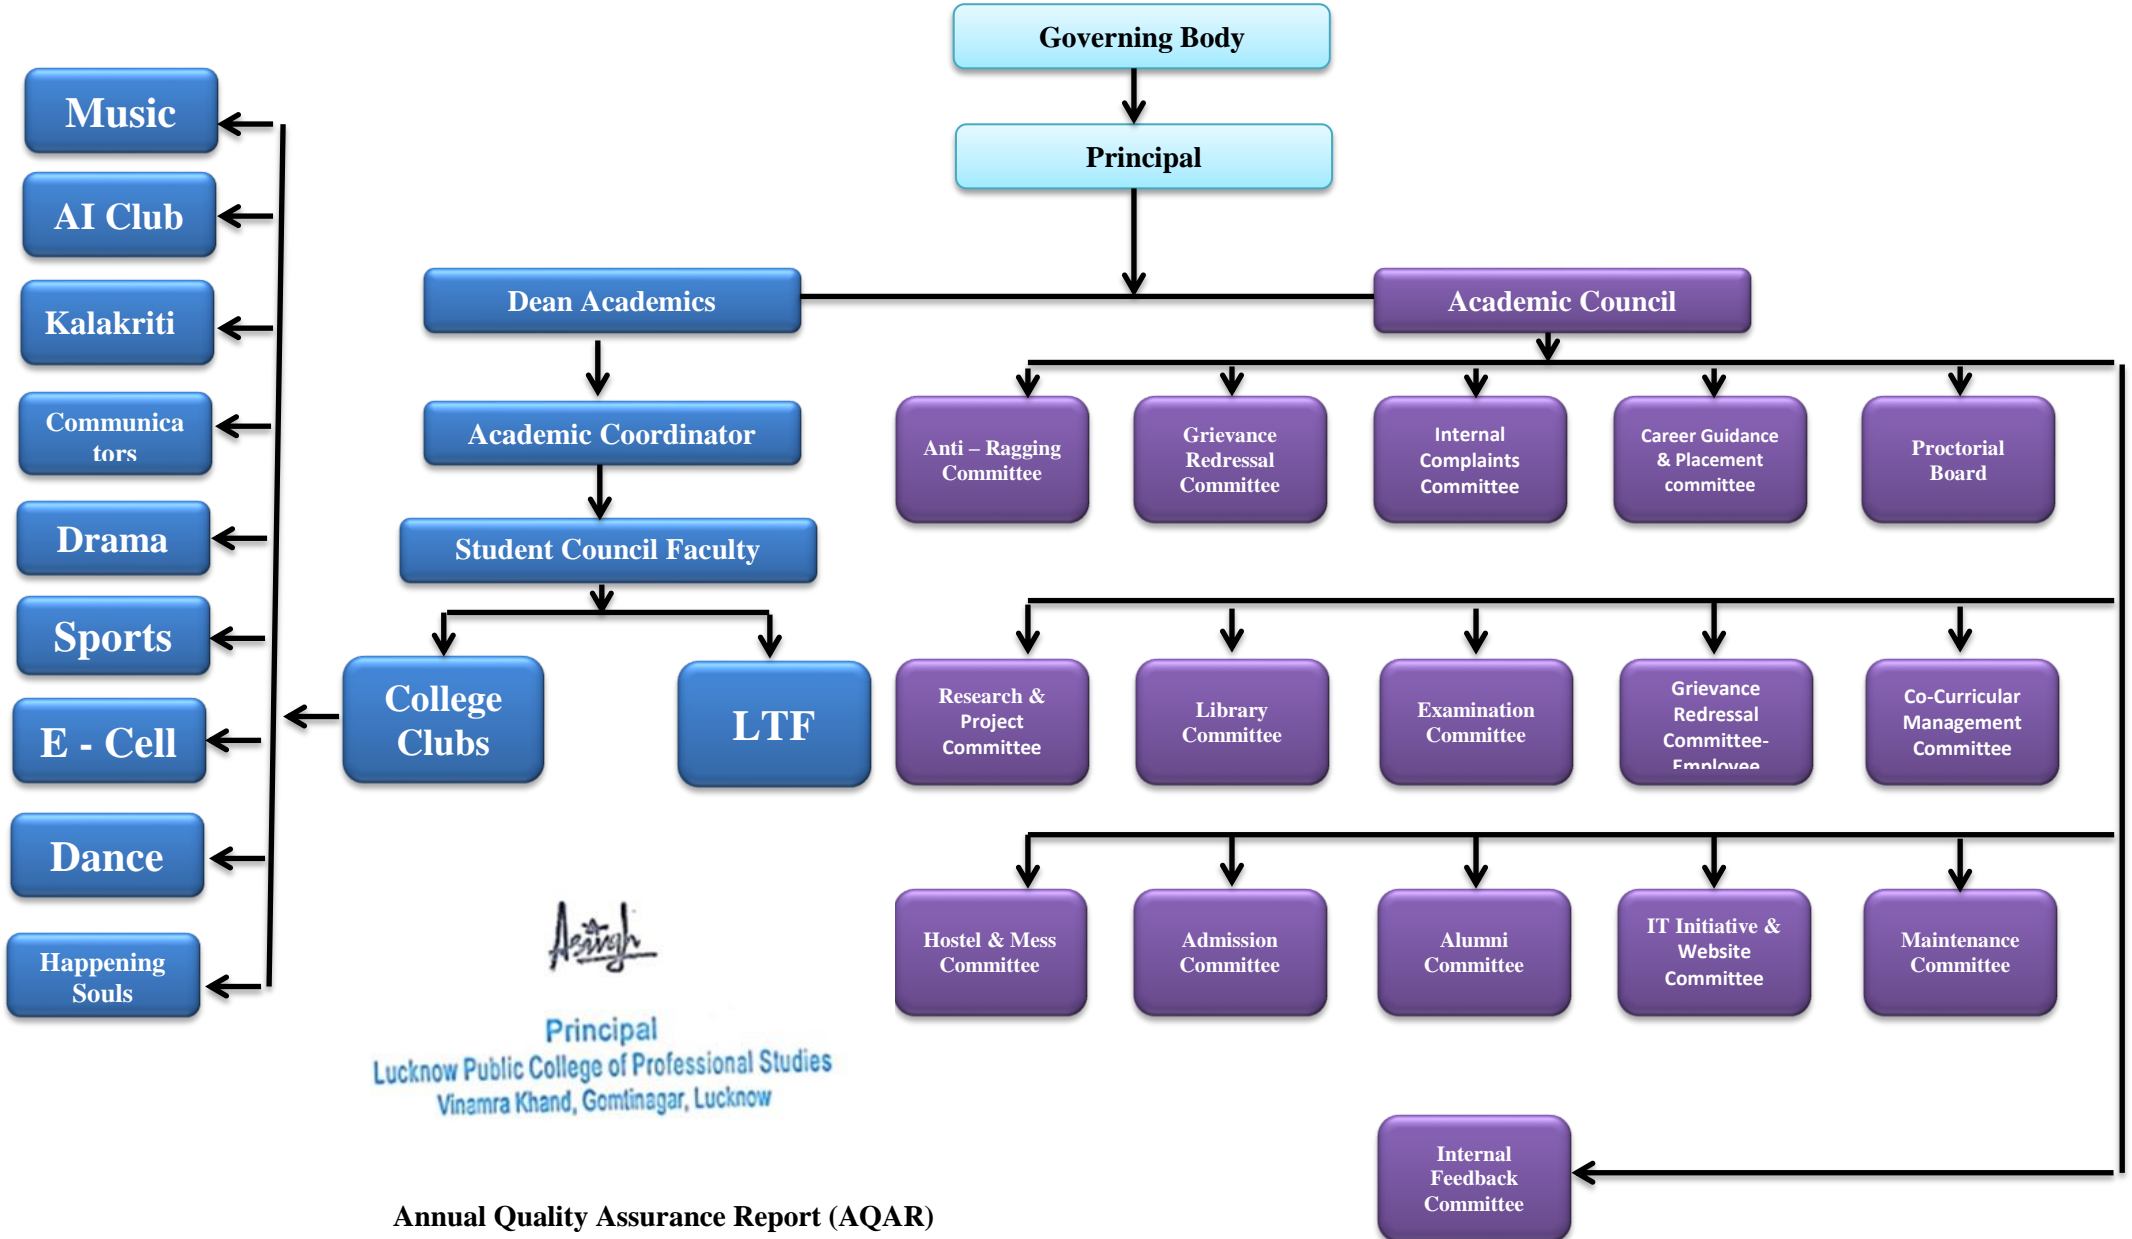 Governing Body
Principal
Music
AI Club
Kalakriti
Communica
tors
Drama
Sports
E - Cell
Dance
Happening
Souls
Dean Academics
Academic Coordinator
Student Council Faculty
College
Clubs
LTF
Academic Council
Anti – Ragging
Committee
Grievance
Redressal
Committee
Internal
Complaints
Committee
Career Guidance
& Placement
committee
Proctorial
Board
Research &
Project
Committee
Library
Committee
Examination
Committee
Grievance
Redressal
Committee-
Employee
Co-Curricular
Management
Committee
Hostel & Mess
Committee
Admission
Committee
Alumni
Committee
IT Initiative &
Website
Committee
Maintenance
Committee
Internal
Feedback
Committee
Asingh
Principal
Lucknow Public College of Professional Studies
Vinamra Khand, Gomtinagar, Lucknow
Annual Quality Assurance Report (AQAR)